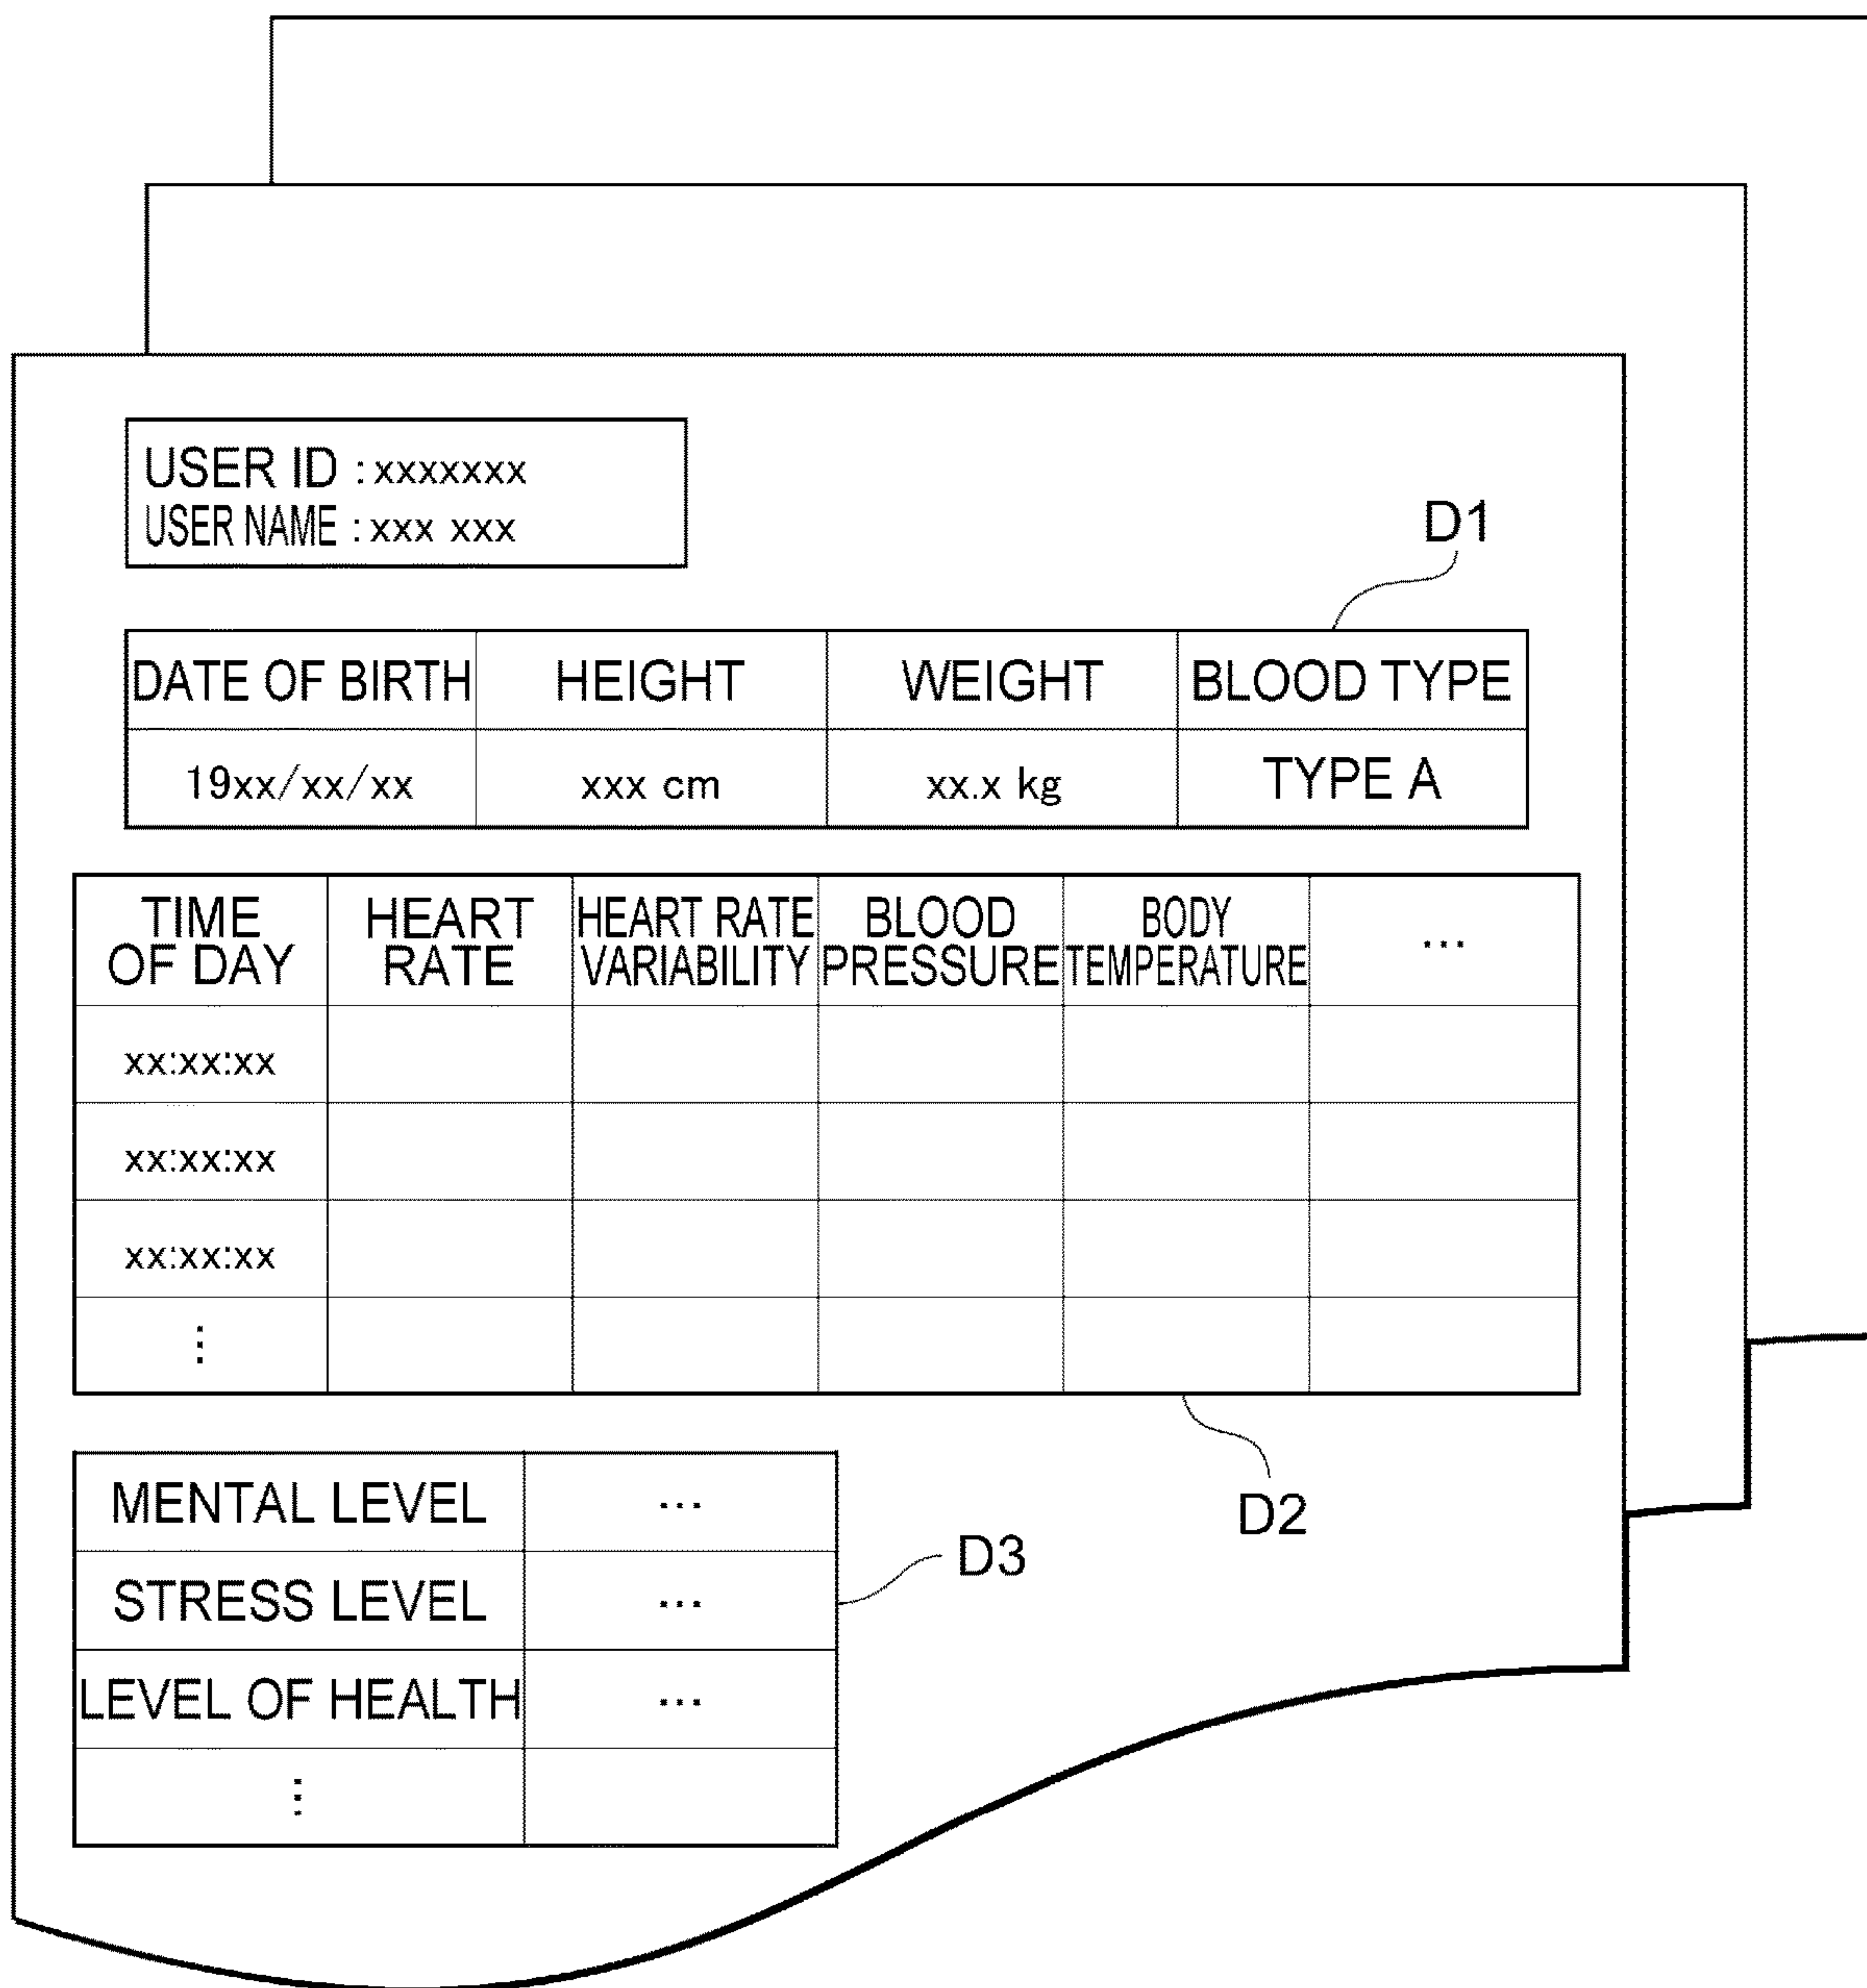 USER ID : xxxxxxx
USER NAME : xxx xxx
D1
DATE OF BIRTH HEIGHT WEIGHT BLOOD TYPE
19xx/xx/xx xxx cm xx.x kg TYPE A
TIME OF DAY HEART RATE HEART RATE VARIABILITY BLOOD PRESSURE BODY TEMPERATURE ...
xx:xx:xx
xx:xx:xx
xx:xx:xx
⋮
D2
MENTAL LEVEL ...
D3
STRESS LEVEL ...
LEVEL OF HEALTH ...
⋮